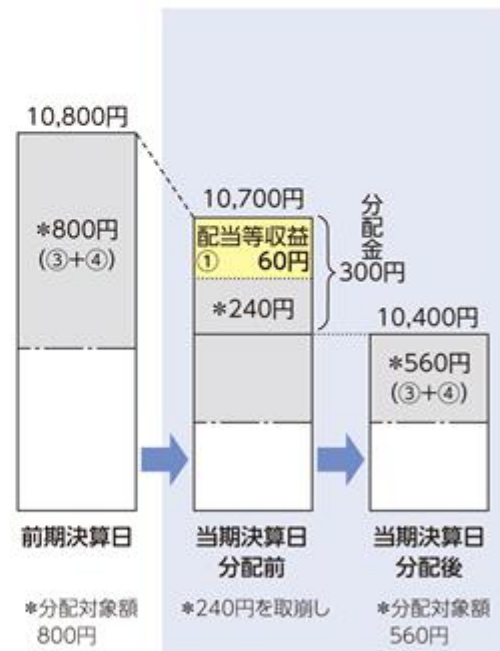 10,800円
*800円
(③+④)
前期決算日
*分配対象額
800円
10,700円
配当等収益
① 60円
*240円
分配金
300円
当期決算日
分配前
*240円を取崩し
10,400円
*560円
(③+④)
当期決算日
分配後
*分配対象額
560円